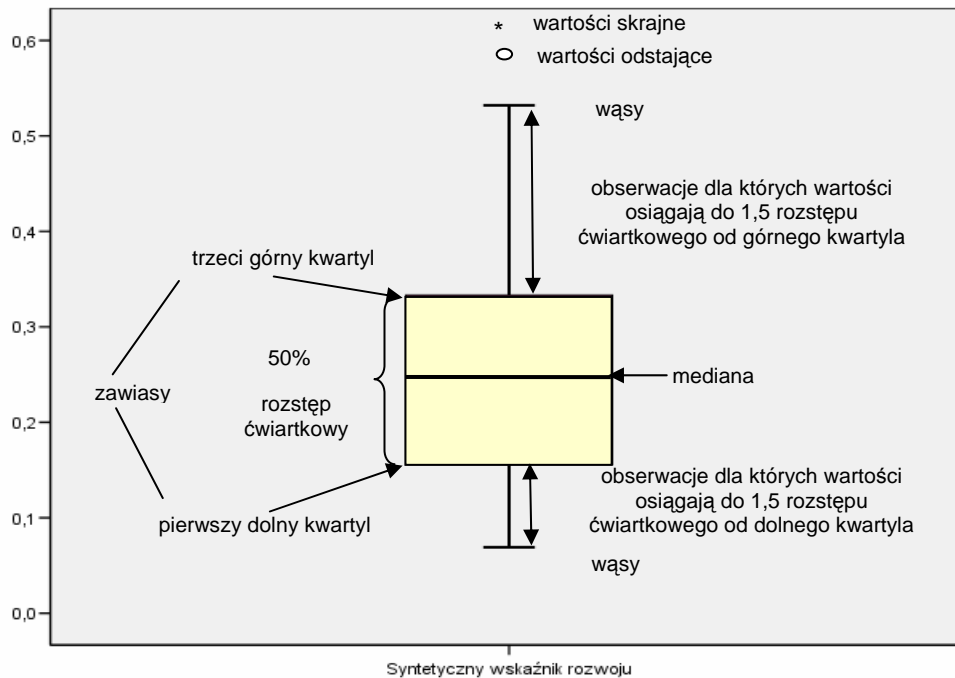 * wartości skrajne
0,6
wartości odstające
wąsy
0,5
obserwacje dla których wartości
osiągają do 1,5 rozstępu
ćwiartkowego od górnego kwartyla
0,4
trzeci górny kwartyl
0,3
50%
mediana
zawiasy
rozstęp
ćwiartkowy
0,2
obserwacje dla których wartości
osiągają do 1,5 rozstępu
ćwiartkowego od dolnego kwartyla
pierwszy dolny kwartyl
0,1
wąsy
0,0
Syntetyczny wskaźnik rozwoju